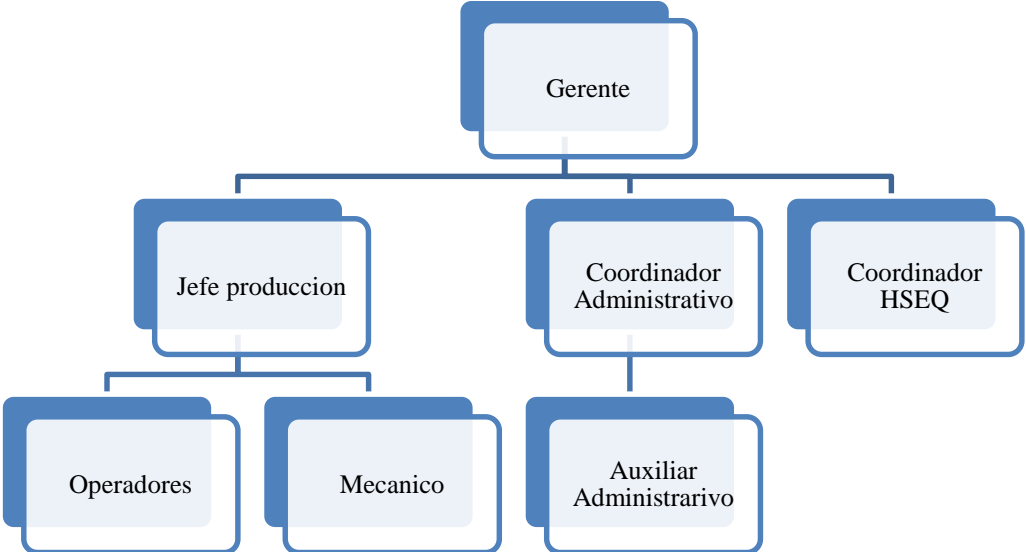 Gerente
Jefe produccion
Coordinador
Administrativo
Coordinador
HSEQ
Operadores
Mecanico
Auxiliar
Administrarivo